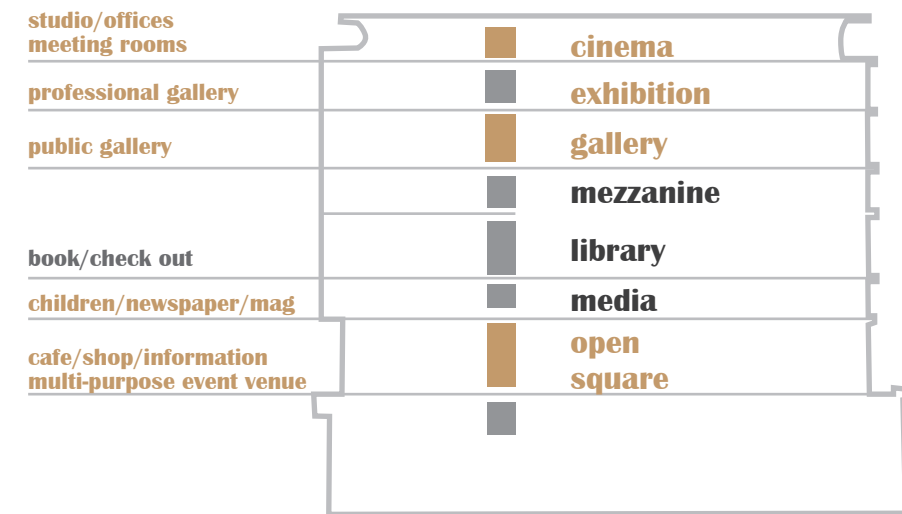 studio/offices
meeting rooms
cinema
professional gallery
exhibition
public gallery
gallery
mezzanine
book/check out
library
children/newspaper/mag
media
cafe/shop/information
multi-purpose event venue
open
square